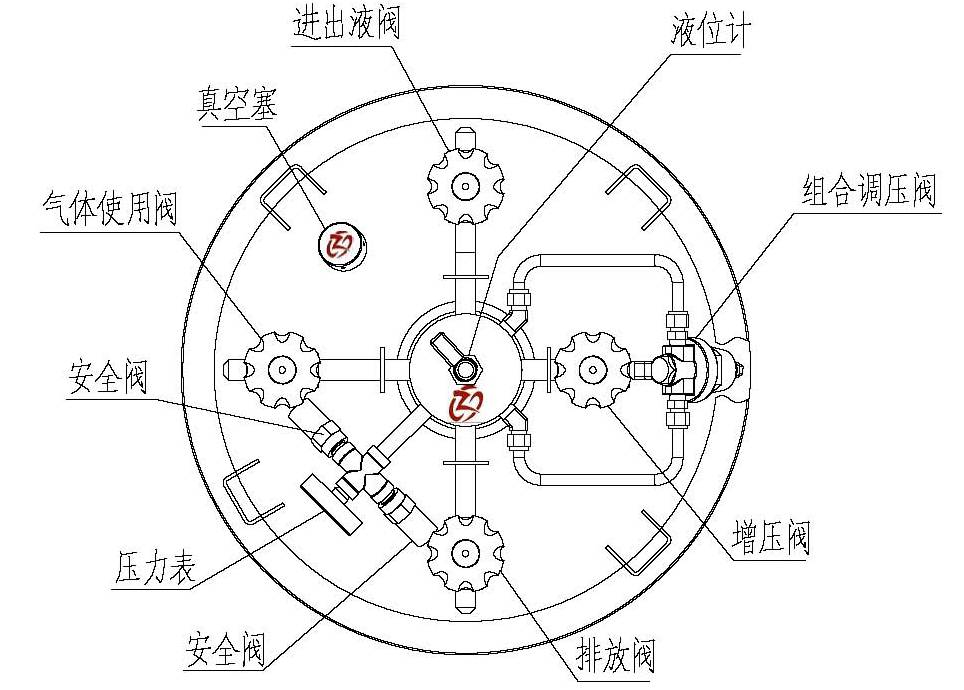 进出液阀
液位计
真空塞
组合调压阀
气体使用阀
安全阀
增压阀
压力表
安全阀
排放阀